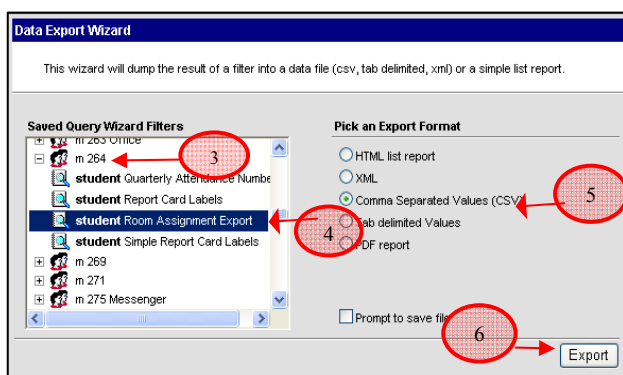 Data Export Wizard
This wizard will dump the result of a filter into a data file (csv, tab delimited, xml) or a simple list report.
Saved Query Wizard Filters
m 263 Office
m 264
student Quarterly Attendance Numbe
student Report Card Labels
student Room Assignment Export
student Simple Report Card Labels
m 269
m 271
m 275 Messenger
3
4
Pick an Export Format
HTML list report
XML
Comma Separated Values (CSV)
Tab delimited Values
PDF report
5
Prompt to save file
6
Export